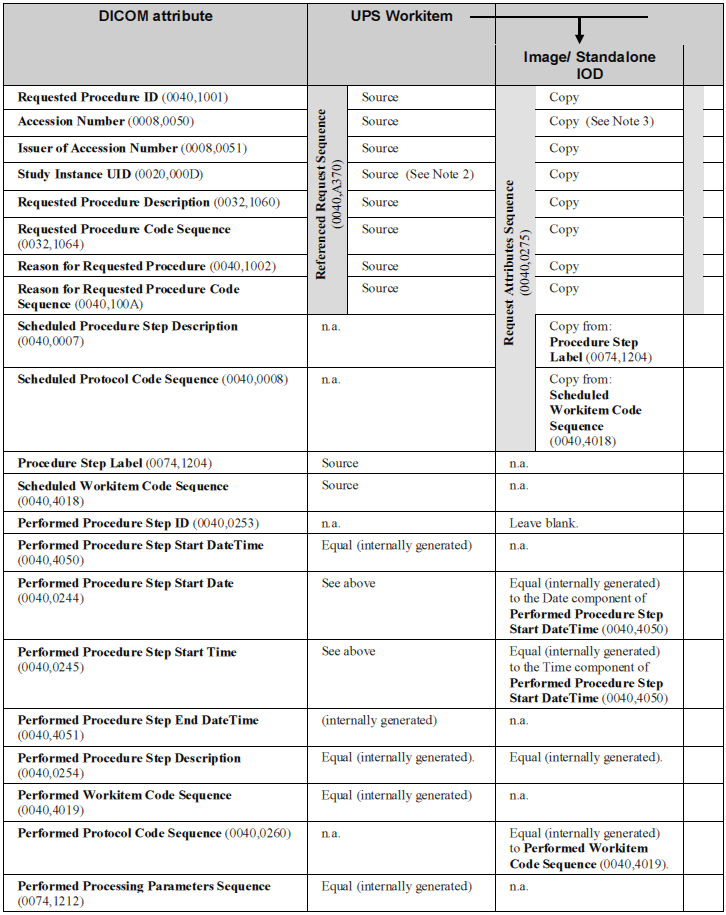 DICOM attribute UPS Workitem
Image/ Standalone
IOD
Requested Procedure ID (0040,1001) Source Copy
Accession Number (0008,0050) Source Copy (See Note 3)
Issuer of Accession Number (0008,0051) Source Copy
Study Instance UID (0020,000D) Source (See Note 2) Copy
Requested Procedure Description (0032,1060) Source Copy
Requested Procedure Code Sequence
(0032,1064) Source Copy
Reason for Requested Procedure (0040,1002) Source Copy
Reason for Requested Procedure Code
Sequence (0040,100A) Source Copy
Referenced Request Sequence
(0040,A370)
Request Attributes Sequence
(0040,0275)
Scheduled Procedure Step Description
(0040,0007) n.a. Copy from:
Procedure Step
Label (0074,1204)
Scheduled Protocol Code Sequence (0040,0008) n.a. Copy from:
Scheduled
Workitem Code
Sequence
(0040,4018)
Procedure Step Label (0074,1204) Source n.a.
Scheduled Workitem Code Sequence
(0040,4018) Source n.a.
Performed Procedure Step ID (0040,0253) n.a. Leave blank.
Performed Procedure Step Start DateTime
(0040,4050) Equal (internally generated) n.a.
Performed Procedure Step Start Date
(0040,0244) See above Equal (internally generated)
to the Date component of
Performed Procedure Step
Start DateTime (0040,4050)
Performed Procedure Step Start Time
(0040,0245) See above Equal (internally generated)
to the Time component of
Performed Procedure Step
Start DateTime (0040,4050)
Performed Procedure Step End DateTime
(0040,4051) (internally generated) n.a.
Performed Procedure Step Description
(0040,0254) Equal (internally generated). Equal (internally generated).
Performed Workitem Code Sequence
(0040,4019) Equal (internally generated) n.a.
Performed Protocol Code Sequence (0040,0260) n.a. Equal (internally generated)
to Performed Workitem
Code Sequence (0040,4019).
Performed Processing Parameters Sequence
(0074,1212) Equal (internally generated) n.a.